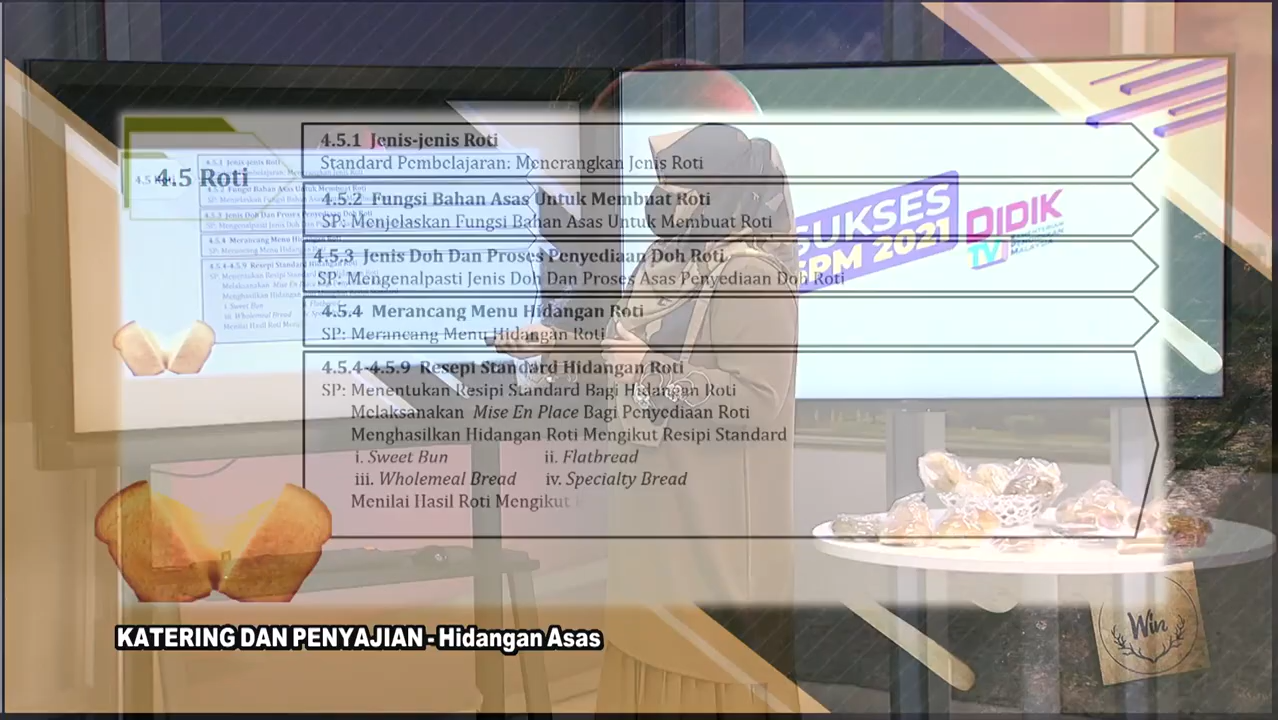 4.5 Roti
4.5.1 Jenis-jenis Roti
Standard Pembelajaran: Menerangkan Jenis Roti
4.5.2 Fungsi Bahan Asas Untuk Membuat Roti
SP: Menjelaskan Fungsi Bahan Asas Untuk Membuat Roti
4.5.3 Jenis Doh Dan Proses Penyediaan Doh Roti
SP: Mengenalpasti Jenis Doh Dan Proses Asas Penyediaan Doh Roti
4.5.4 Merancang Menu Hidangan Roti
SP: Merancang Menu Hidangan Roti
4.5.4-4.5.9 Resepi Standard Hidangan Roti
SP: Menentukan Resipi Standard Bagi Hidangan Roti
Melaksanakan Mise En Place Bagi Penyediaan Roti
Menghasilkan Hidangan Roti Mengikut Resipi Standard
i. Sweet Bun ii. Flatbread
iii. Wholemeal Bread iv. Specialty Bread
Menilai Hasil Roti Mengikut
SUKSES
SPM 2021
DIDIK
TV
Win
KATERING DAN PENYAJIAN - Hidangan Asas